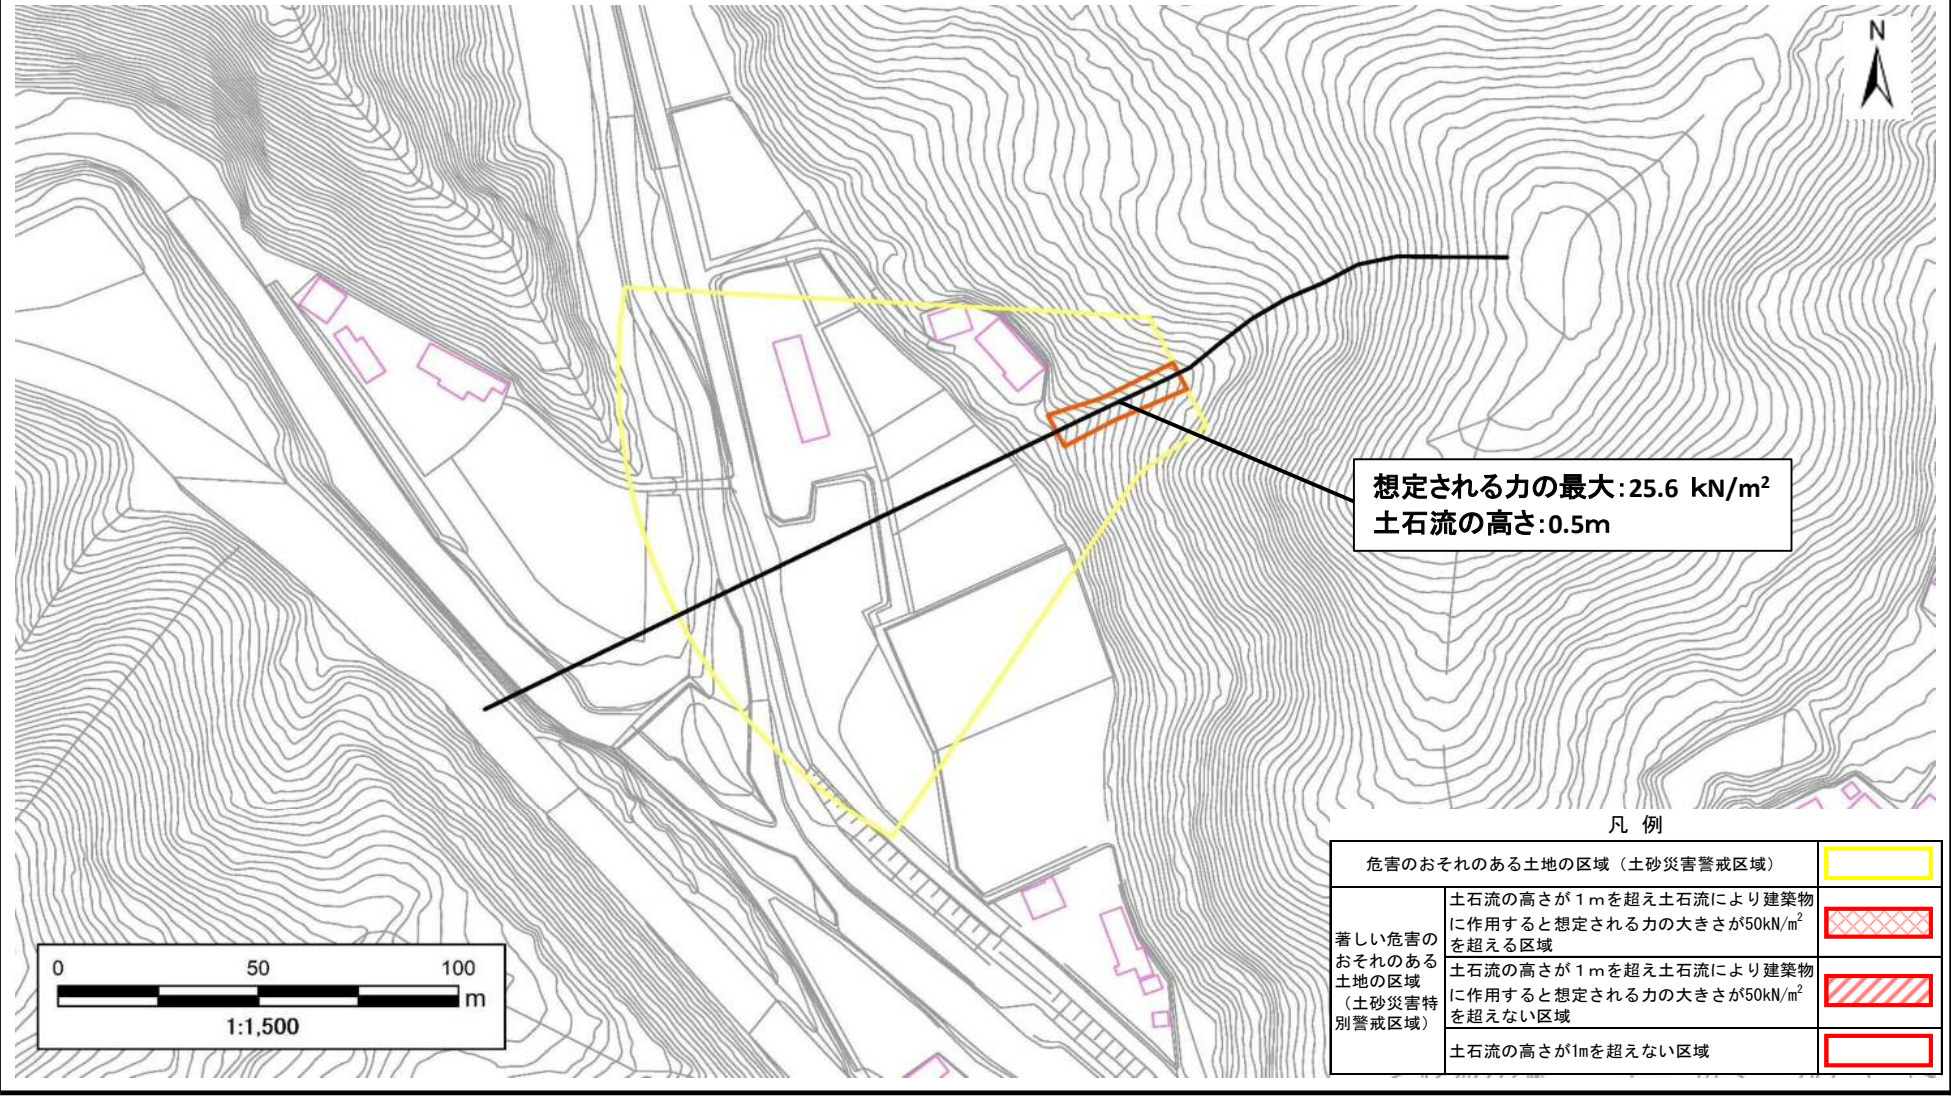 N
想定される力の最大:25.6 kN/m²
土石流の高さ:0.5m
凡 例
危害のおそれのある土地の区域（土砂災害警戒区域）
著しい危害の
おそれのある
土地の区域
（土砂災害特
別警戒区域）
土石流の高さが１ｍを超え土石流により建築物
に作用すると想定される力の大きさが50kN/m²
を超える区域
土石流の高さが１ｍを超え土石流により建築物
に作用すると想定される力の大きさが50kN/m²
を超えない区域
土石流の高さが1mを超えない区域
0 50 100
m
1:1,500